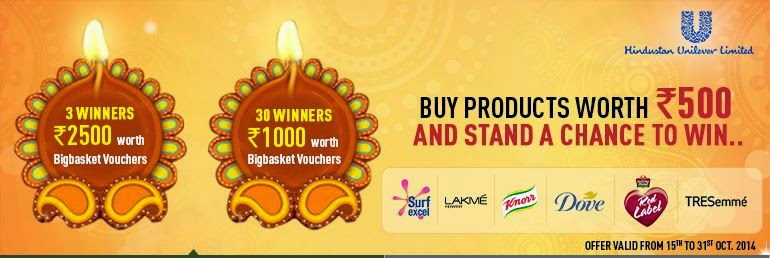 3 WINNERS
₹2500 worth
Bigbasket Vouchers
30 WINNERS
₹1000 worth
Bigbasket Vouchers
Hindustan Unilever Limited
BUY PRODUCTS WORTH ₹500
AND STAND A CHANCE TO WIN..
Surf
excel
LAKMÉ
Knorr
Dove
Red
Label
TRESemmé
OFFER VALID FROM 15TH TO 31ST OCT. 2014